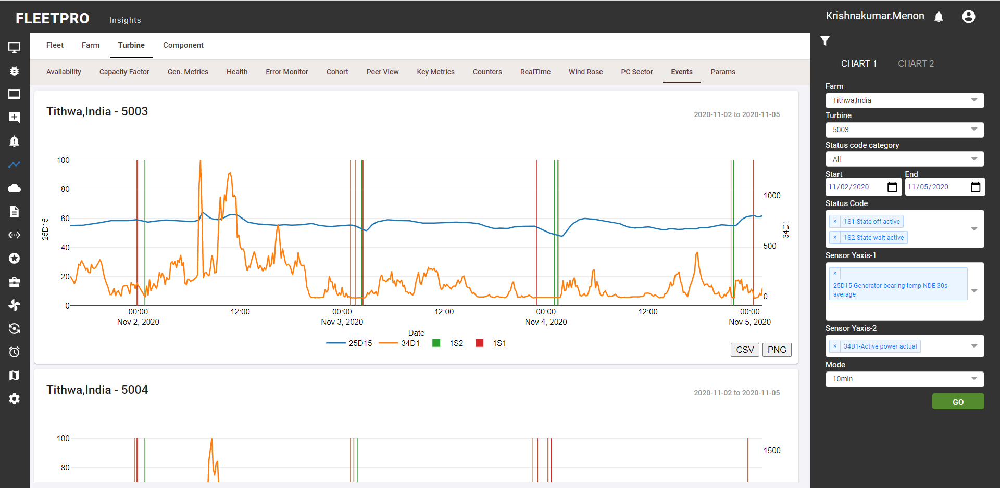 FLEETPRO Insights Krishnakumar.Menon
Fleet Farm Turbine Component
Availability Capacity Factor Gen. Metrics Health Error Monitor Cohort Peer View Key Metrics Counters RealTime Wind Rose PC Sector Events Params
Tithwa,India - 5003
2020-11-02 to 2020-11-05
100
80
60
40
20
0
25D15
1000
500
0
34D1
00:00 12:00 00:00 12:00 00:00 12:00 00:00
Nov 2, 2020 Nov 3, 2020 Nov 4, 2020 Nov 5, 2020
Date
25D15 34D1 1S2 1S1
CSV PNG
Tithwa,India - 5004
2020-11-02 to 2020-11-05
100
80
1500
CHART 1 CHART 2
Farm
Tithwa,India
Turbine
5003
Status code category
All
Start End
11/02/2020 11/05/2020
Status Code
× 1S1-State off active
× 1S2-State wait active
Sensor Yaxis-1
×
25D15-Generator bearing temp NDE 30s
average
Sensor Yaxis-2
× 34D1-Active power actual
Mode
10min
GO